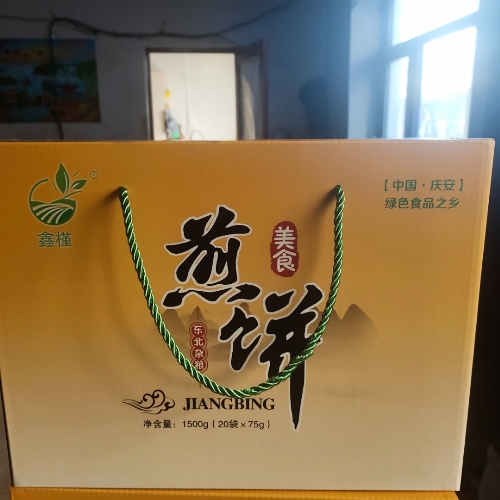 ®
鑫槿
【中国·庆安】
绿色食品之乡
美食
煎饼
东北杂粮
JIANGBING
净含量：1500g（20袋×75g）